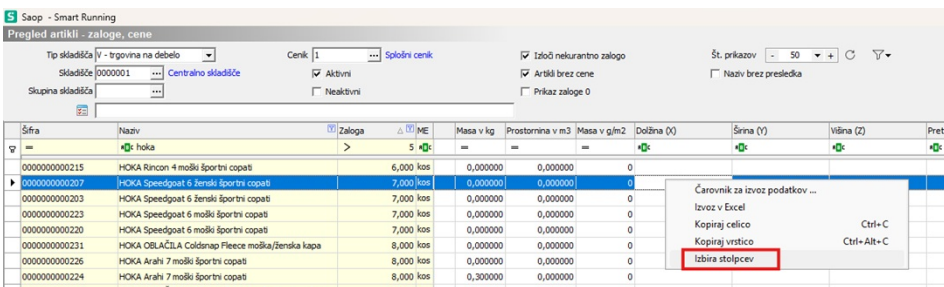 Saop - Smart Running
Pregled artikli - zaloge, cene
Tip skladišča V - trgovina na debelo Cenik 1 ... Splošni cenik Izloči nekurantno zalogo Št. prikazov - 50 +
Skladišče 0000001 ... Centralno skladišče Aktivni Artikli brez cene Naziv brez presledka
Skupina skladišča ... Neaktivni Prikaz zaloge 0
Šifra Naziv Zaloga ME Masa v kg Prostornina v m3 Masa v g/m2 Dolžina (X) Širina (Y) Višina (Z) Pret
= hoka > 5 = = =
0000000000215 HOKA Rincon 4 moški športni copati 6,000 kos 0,000000 0,000000 0
0000000000207 HOKA Speedgoat 6 ženski športni copati 7,000 kos 0,000000 0,000000 0
0000000000203 HOKA Speedgoat 6 ženski športni copati 7,000 kos 0,000000 0,000000 0
0000000000223 HOKA Speedgoat 6 moški športni copati 7,000 kos 0,000000 0,000000 0
0000000000220 HOKA Speedgoat 6 moški športni copati 7,000 kos 0,000000 0,000000 0
0000000000231 HOKA OBLAČILA Coldsnap Fleece moška/ženska kapa 8,000 kos 0,000000 0,000000 0
0000000000226 HOKA Arahi 7 moški športni copati 8,000 kos 0,000000 0,000000 0
0000000000224 HOKA Arahi 7 moški športni copati 8,000 kos 0,300000 0,000000 0
Čarovnik za izvoz podatkov ...
Izvoz v Excel
Kopiraj celico Ctrl+C
Kopiraj vrstico Ctrl+Alt+C
Izbira stolpcev